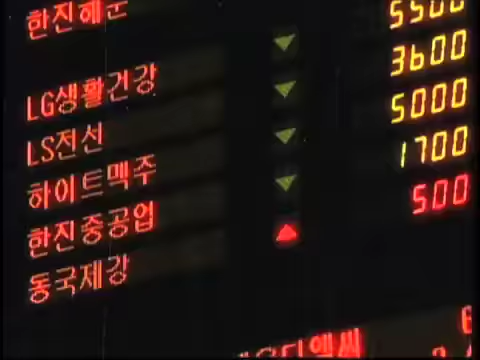 한진해운
LG생활건강 ▼ 5500
LS전선 ▼ 3600
하이트맥주 ▼ 5000
한진중공업 ▼ 1700
동국제강 ▲ 500